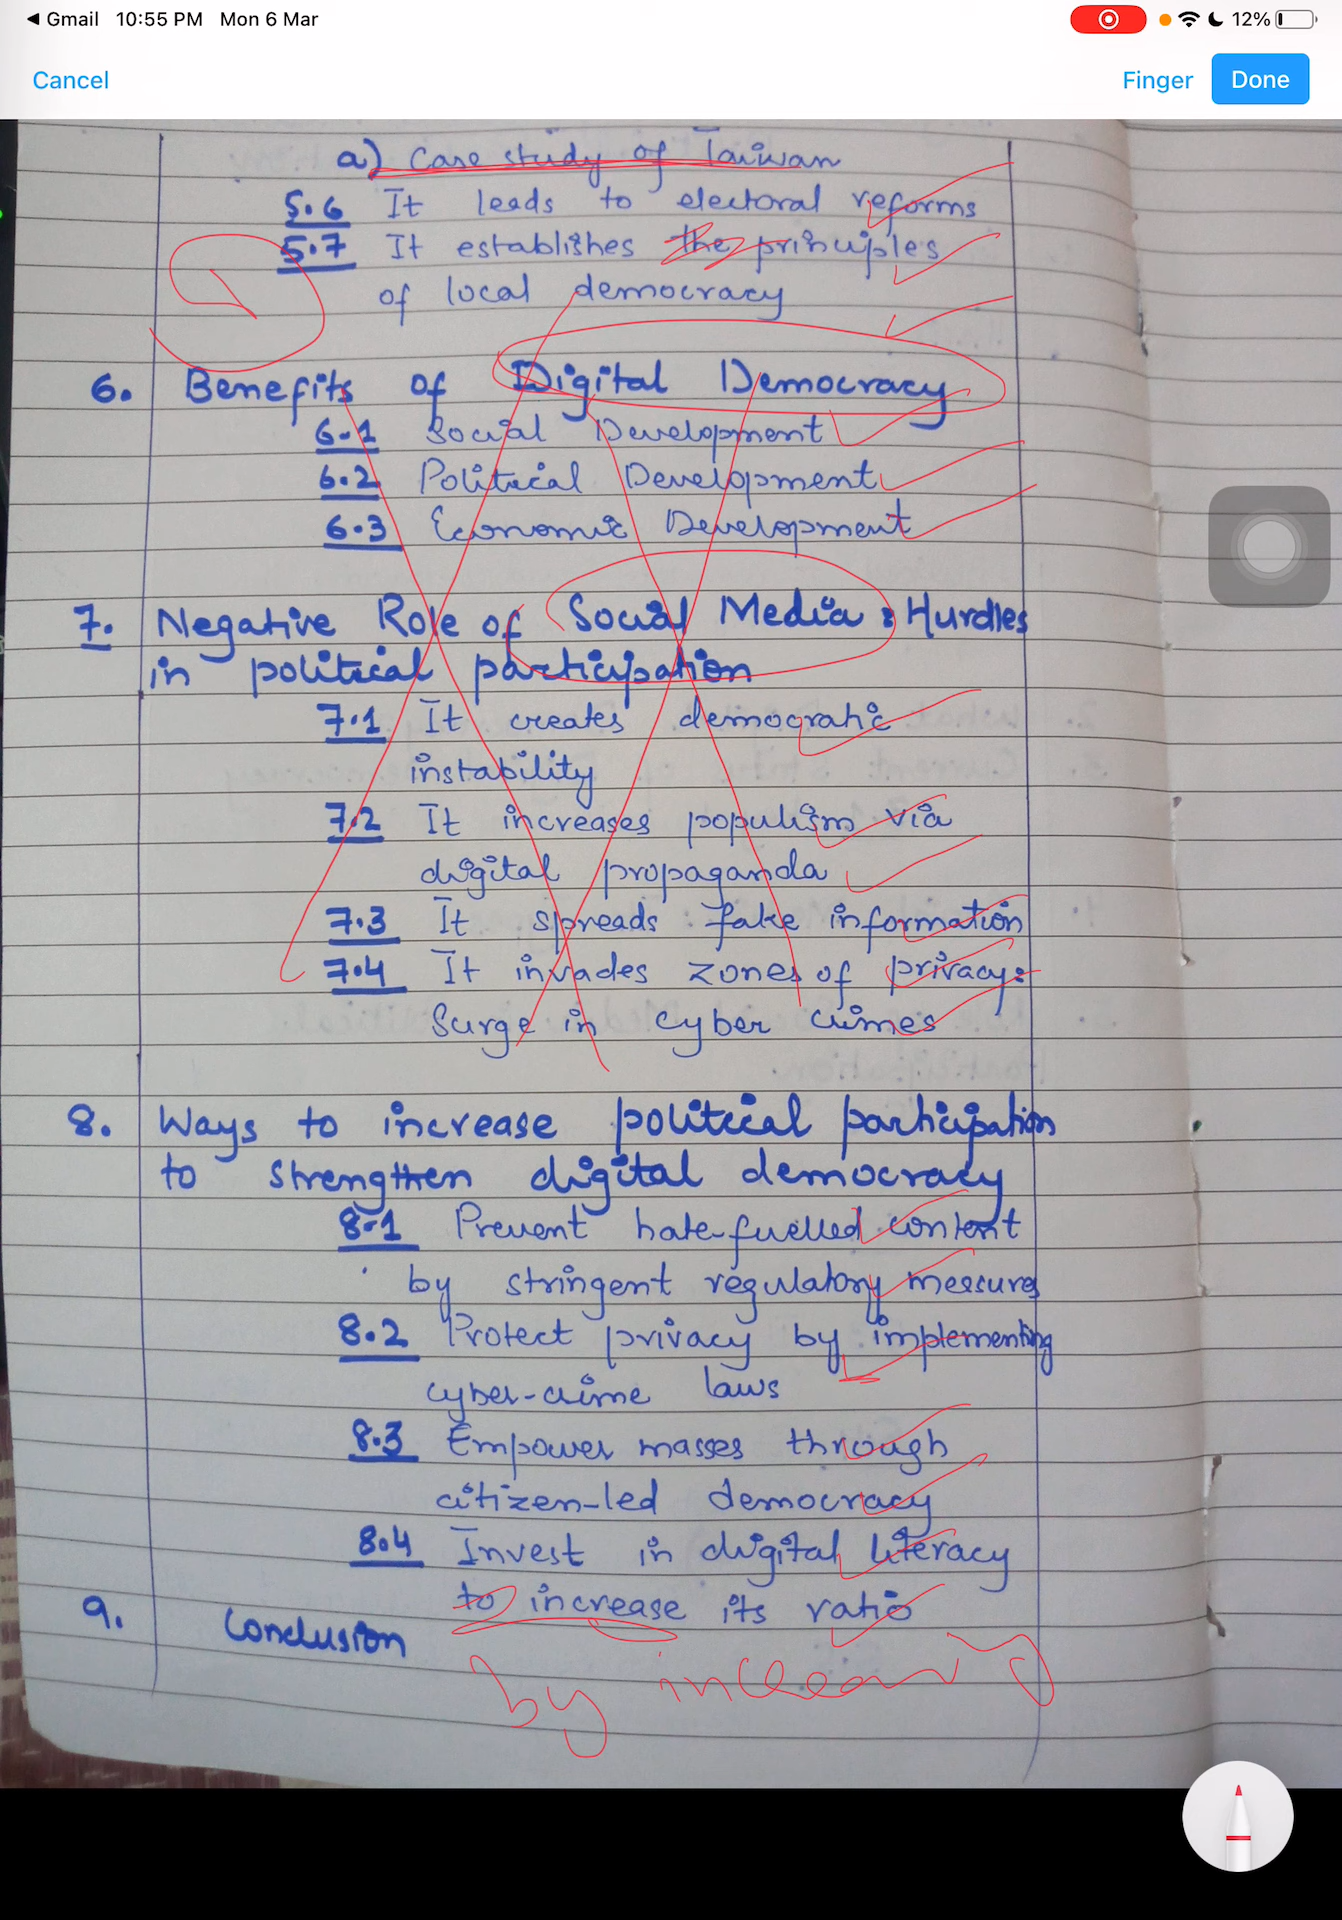 ◀ Gmail 10:55 PM Mon 6 Mar 12%
Cancel Finger Done
a) Case study of Taiwan
5.6 It leads to electoral reforms
5.7 It establishes the principles
of local democracy
6. Benefits of Digital Democracy
6.1 Social Development
6.2 Political Development
6.3 Economic Development
7. Negative Role of Social Media: Hurdles
in political participation
7.1 It creates democratic
instability
7.2 It increases populism via
digital propaganda
7.3 It spreads fake information
7.4 It invades zones of privacy:
Surge in cyber crimes
8. Ways to increase political participation
to strengthen digital democracy
8.1 Prevent hate-fuelled content
by stringent regulatory measures
8.2 Protect privacy by implementing
cyber-crime laws
8.3 Empower masses through
citizen-led democracy
8.4 Invest in digital literacy
to increase its ratio
9. Conclusion
by increasing